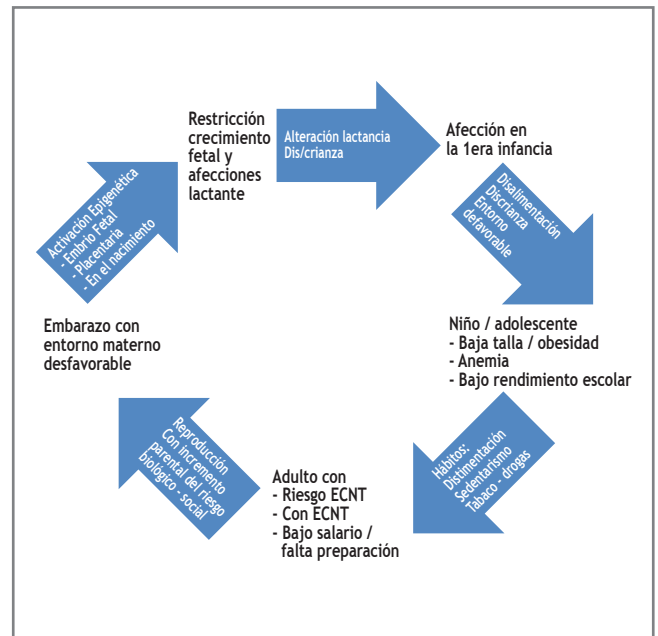 Restricción
crecimiento
fetal y
afecciones
lactante
Alteración lactancia
Dis/crianza
Afección en
la 1era infancia
Disalimentación
Discrianza
Entorno
defavorable
Niño / adolescente
- Baja talla / obesidad
- Anemia
- Bajo rendimiento escolar
Hábitos:
Distimentación
Sedentarismo
Tabaco - drogas
Adulto con
- Riesgo ECNT
- Con ECNT
- Bajo salario /
falta preparación
Reproducción
Con incremento
parental del riesgo
biológico - social
Embarazo con
entorno materno
desfavorable
Activación Epigenética
- Embrio Fetal
- Placentaria
- En el nacimiento